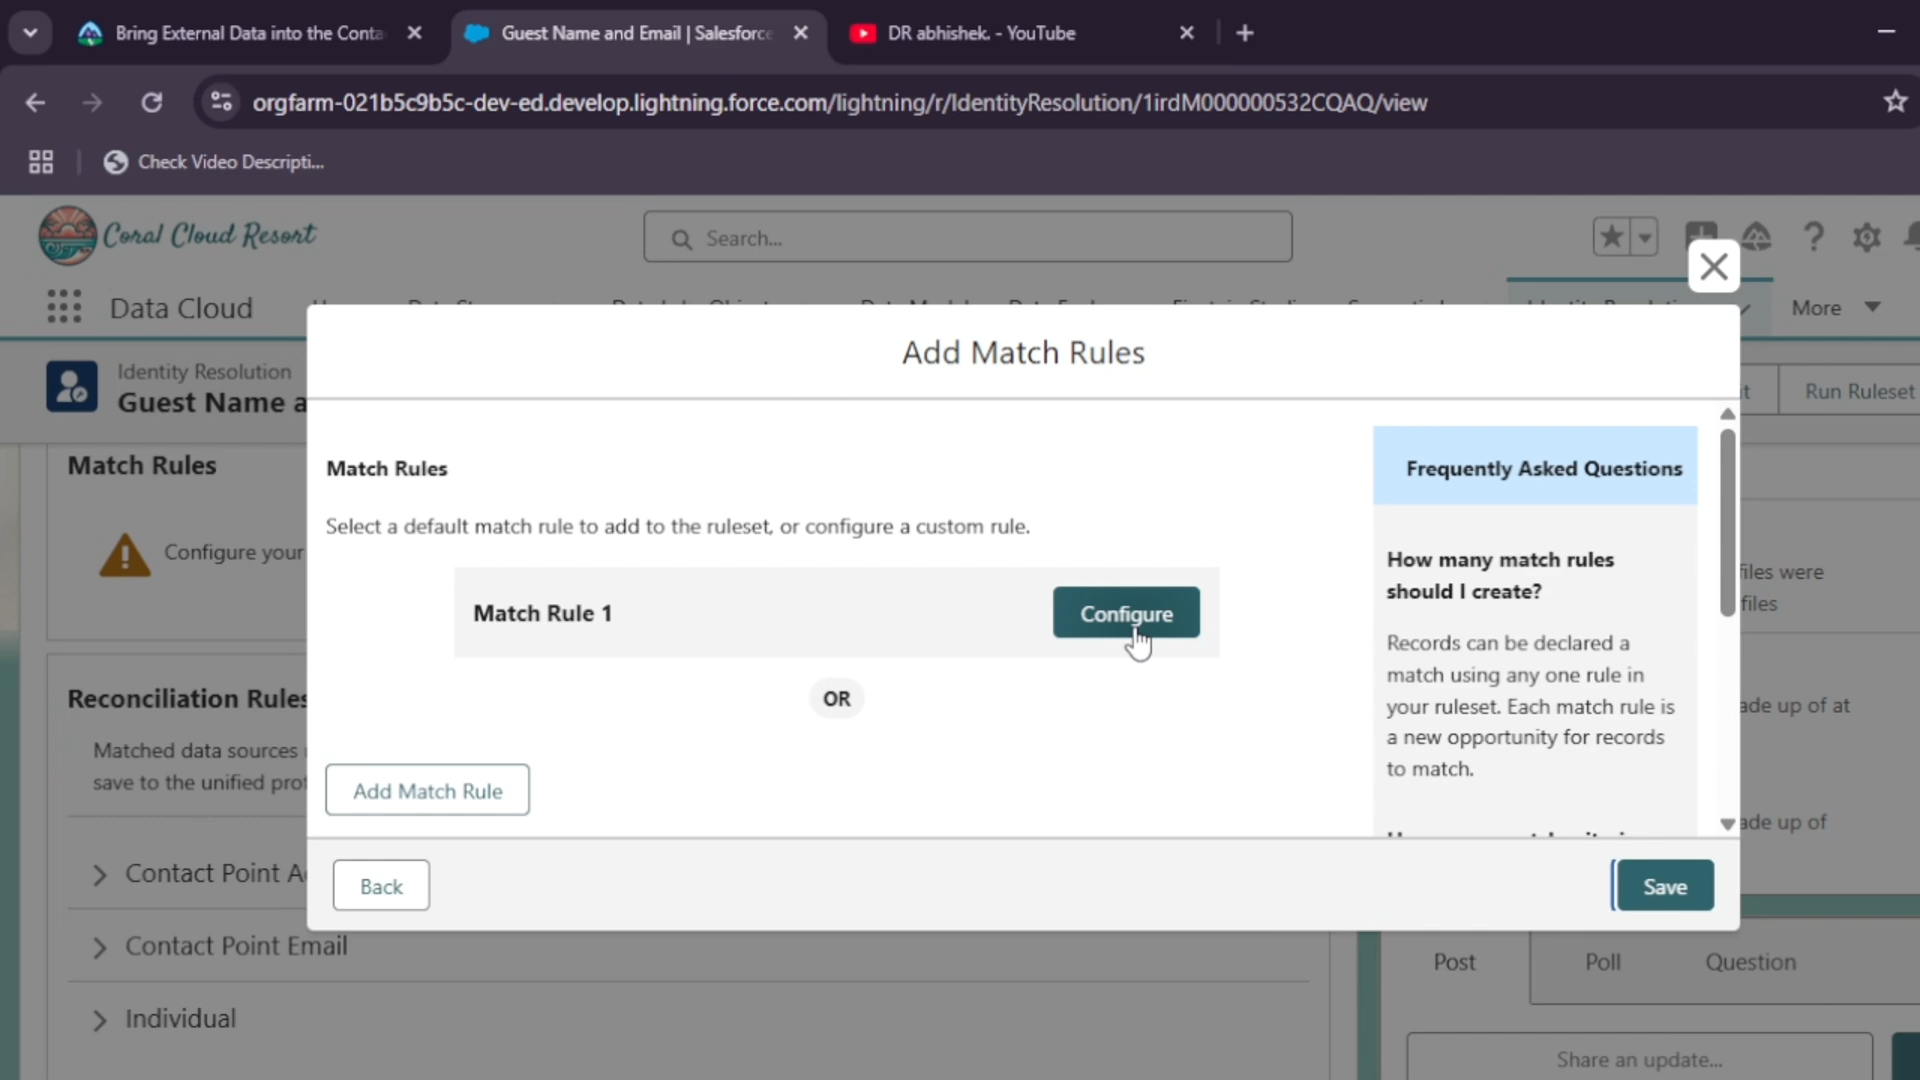 Bring External Data into the Conta
Guest Name and Email | Salesforce
DR abhishek. - YouTube
orgfarm-021b5c9b5c-dev-ed.develop.lightning.force.com/lightning/r/IdentityResolution/1irdM000000532CQAQ/view
Check Video Descripti...
Coral Cloud Resort
Search...
Data Cloud
More
Identity Resolution
Guest Name a
Run Ruleset
Add Match Rules
Match Rules
Configure your
Match Rules
Select a default match rule to add to the ruleset, or configure a custom rule.
Match Rule 1
Configure
OR
Add Match Rule
Frequently Asked Questions
How many match rules
should I create?
Records can be declared a
match using any one rule in
your ruleset. Each match rule is
a new opportunity for records
to match.
files were
files
ade up of at
ade up of
Back
Save
Reconciliation Rules
Matched data sources
save to the unified prof
Contact Point A
Contact Point Email
Individual
Post
Poll
Question
Share an update...